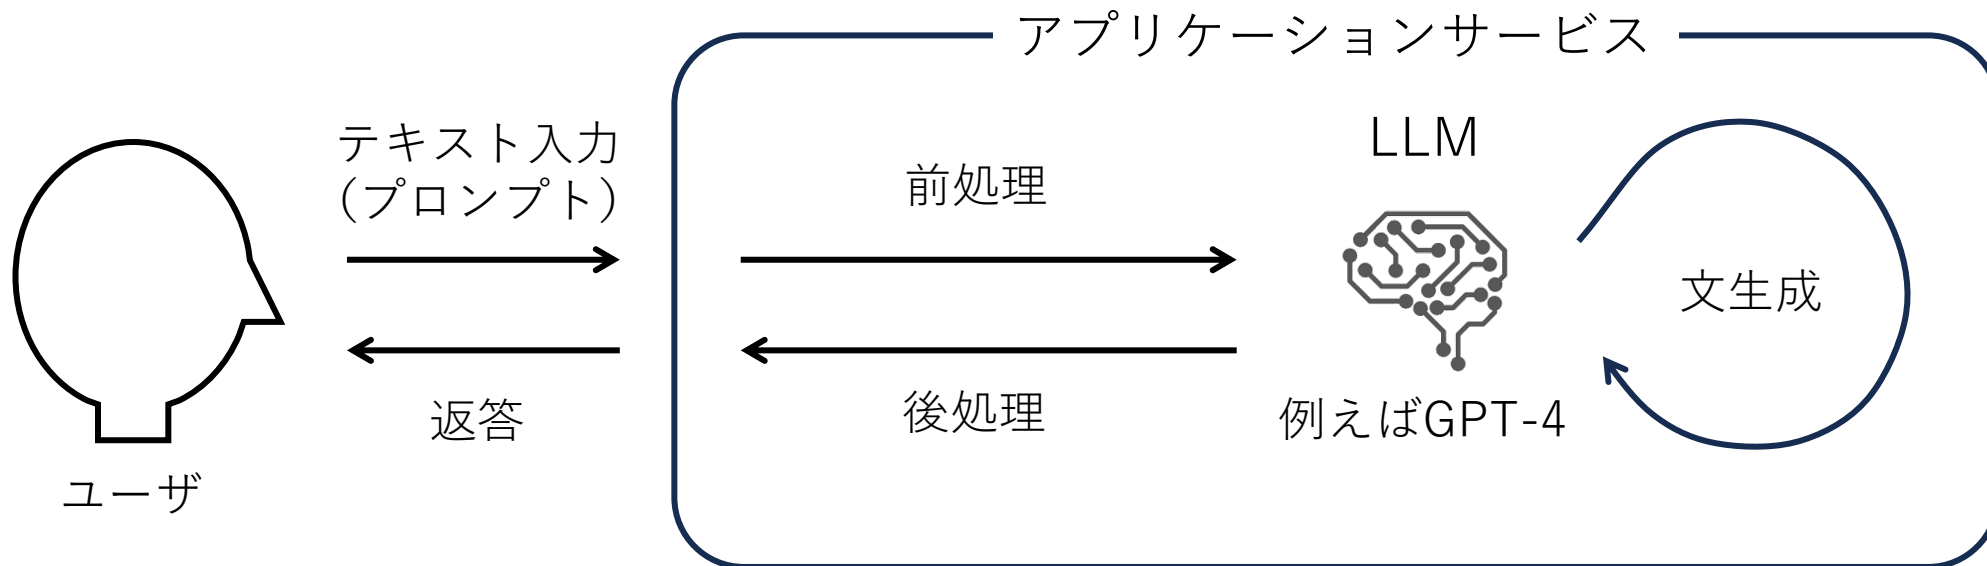 アプリケーションサービス
テキスト入力
（プロンプト）
前処理
LLM
文生成
返答
後処理
例えばGPT-4
ユーザ